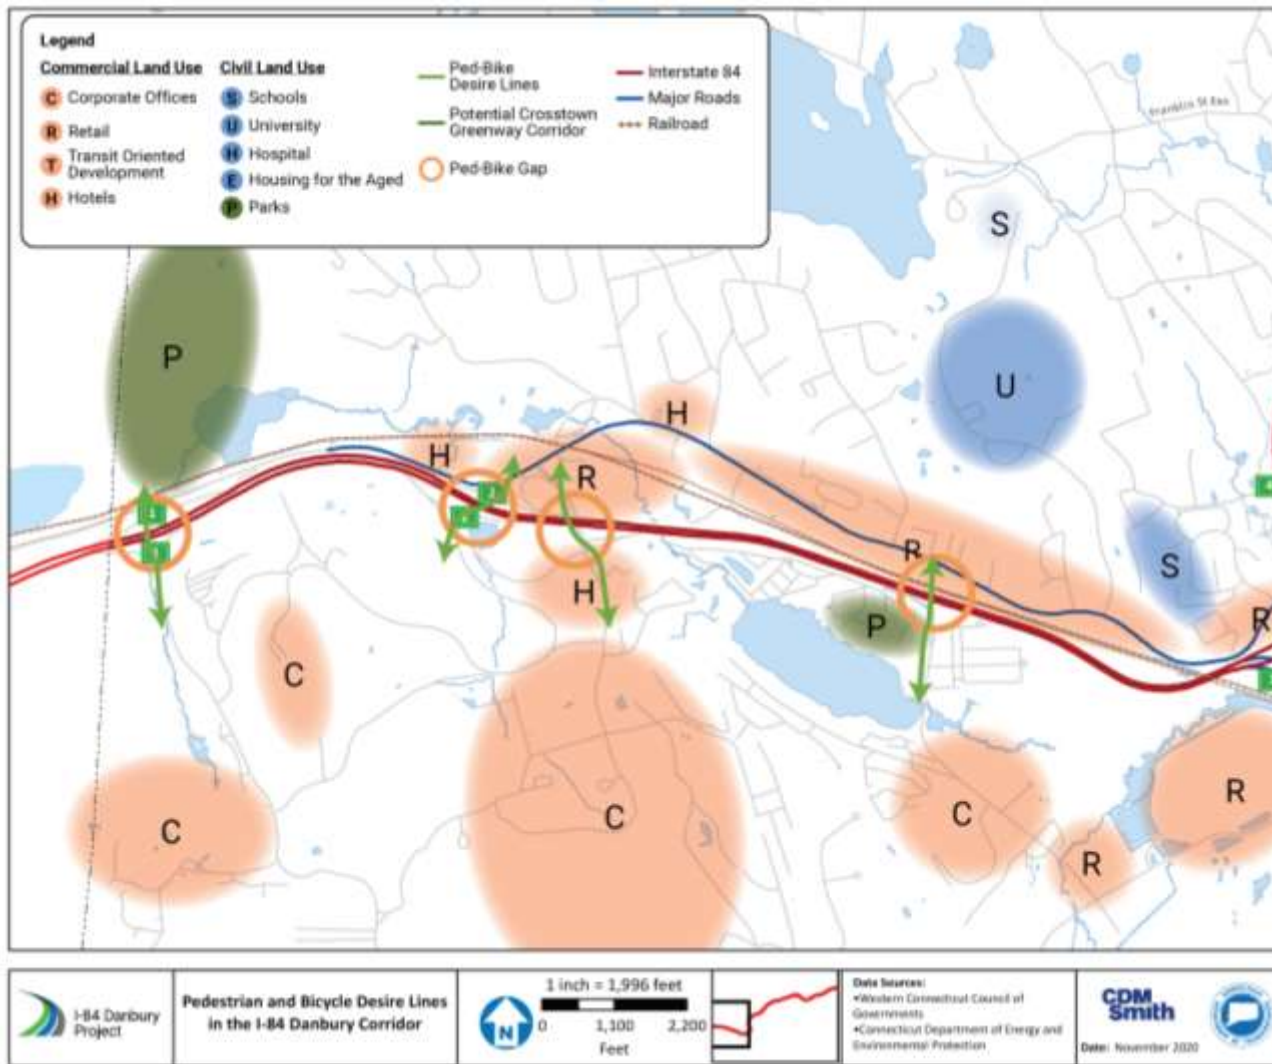 Legend
Commercial Land Use
C Corporate Offices
R Retail
T Transit Oriented
Development
H Hotels
Civil Land Use
S Schools
U University
H Hospital
E Housing for the Aged
P Parks
Ped-Bike
Desire Lines
Potential Crosstown
Greenway Corridor
Ped-Bike Gap
Interstate 84
Major Roads
Railroad
Franklin St Exn
S
P
U
H
H
R
R
S
H
P
R
C
C
C
C
R
R
I-84 Danbury
Project
Pedestrian and Bicycle Desire Lines
in the I-84 Danbury Corridor
N
1 inch = 1,996 feet
0 1,100 2,200
Feet
Data Sources:
•Western Connecticut Council of
Governments
•Connecticut Department of Energy and
Environmental Protection
CDM
Smith
Date: November 2020